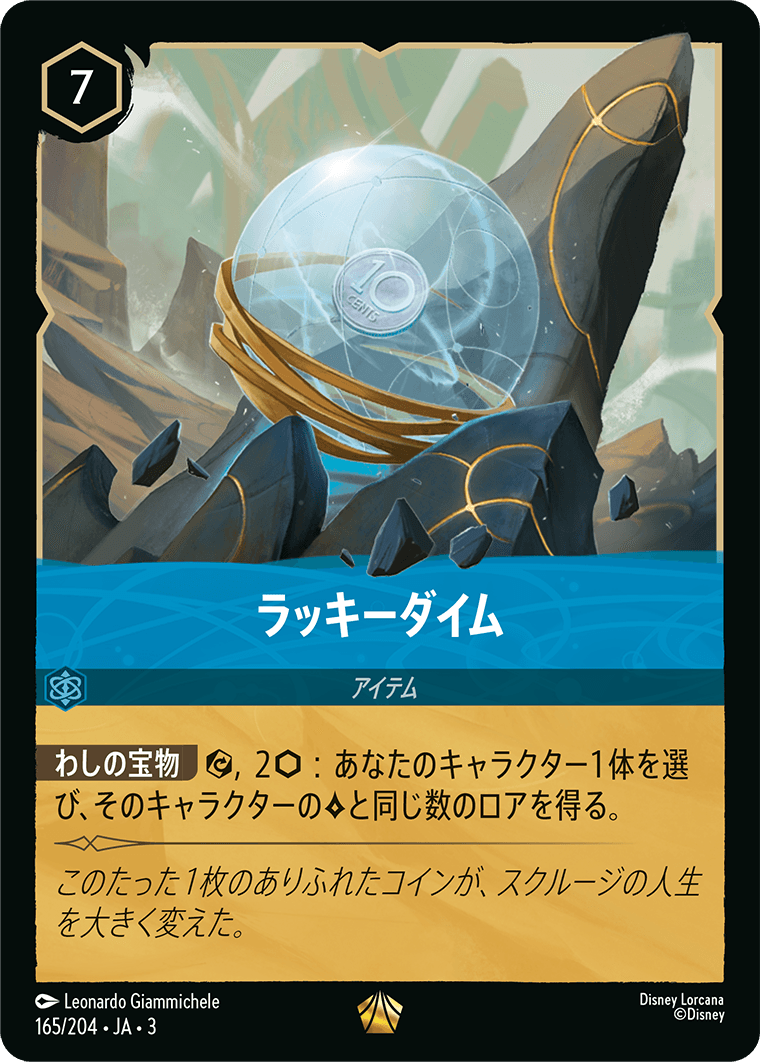 7
10
CENTS
ラッキーダイム
アイテム
わしの宝物 , 2 : あなたのキャラクター1体を選
び、そのキャラクターの と同じ数のロアを得る。
このたった1枚のありふれたコインが、スクルージの人生
を大きく変えた。
Leonardo Giammichele
165/204 • JA • 3
Disney Lorcana
©Disney